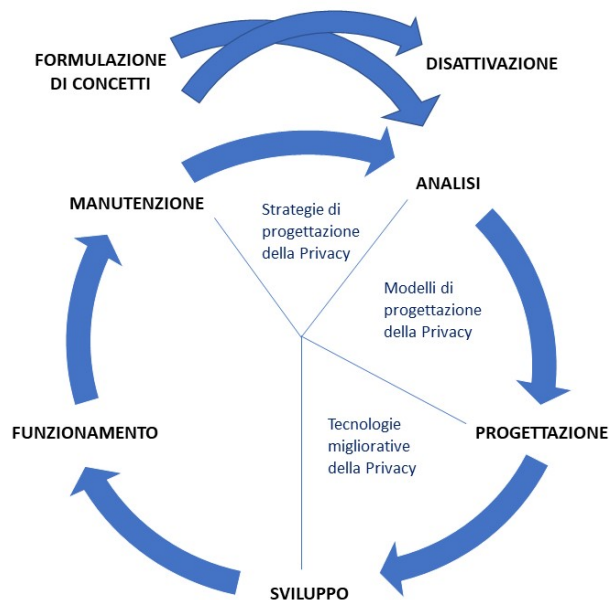 FORMULAZIONE
DI CONCETTI
DISATTIVAZIONE
MANUTENZIONE
ANALISI
Strategie di
progettazione
della Privacy
Modelli di
progettazione
della Privacy
Tecnologie
migliorative
della Privacy
FUNZIONAMENTO
PROGETTAZIONE
SVILUPPO